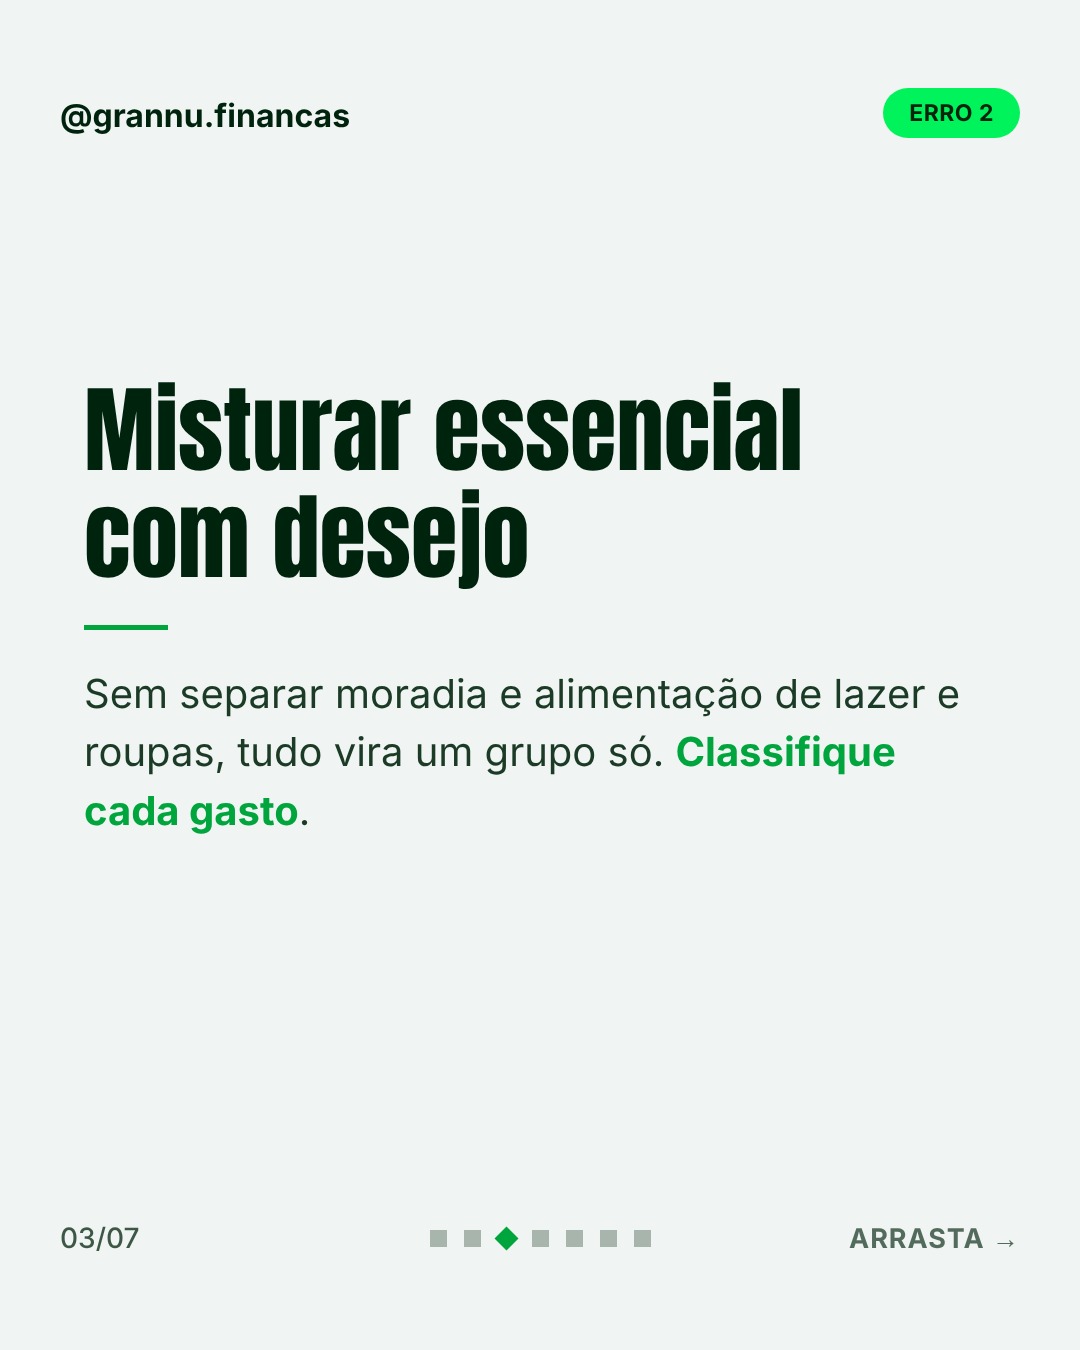 @grannu.financas
ERRO 2
Misturar essencial
com desejo
Sem separar moradia e alimentação de lazer e
roupas, tudo vira um grupo só. Classifique
cada gasto.
03/07
ARRASTA →